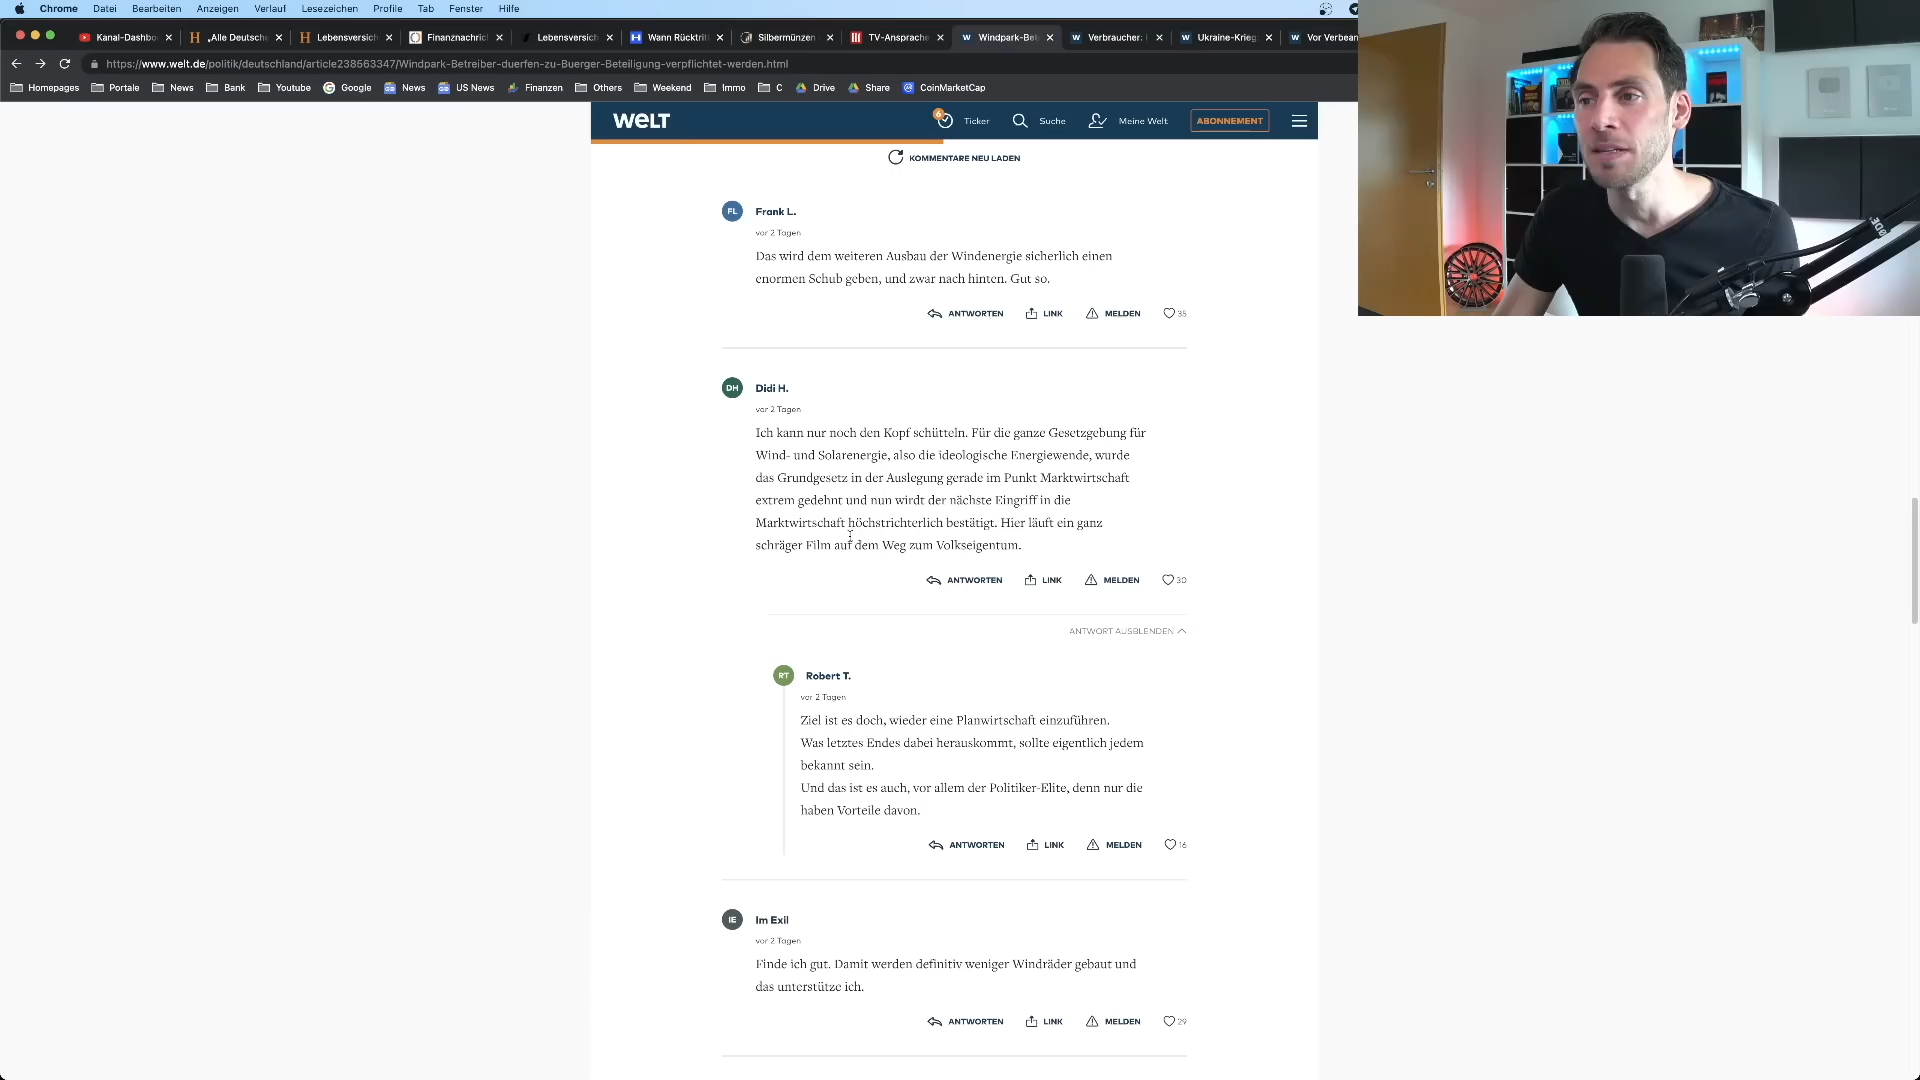 Chrome Datei Bearbeiten Anzeigen Verlauf Lesezeichen Profile Tab Fenster Hilfe
Kanal-Dashbo „Alle Deutsche Lebensversich Finanznachric Lebensversich Wann Rücktritt Silbermünzen TV-Ansprache Windpark-Bet Verbraucher: Ukraine-Krieg Vor Verbean
https://www.welt.de/politik/deutschland/article238563347/Windpark-Betreiber-duerfen-zu-Buerger-Beteiligung-verpflichtet-werden.html
Homepages Portale News Bank Youtube Google News US News Finanzen Others Weekend Immo C Drive Share CoinMarketCap
WELT 6 Ticker Suche Meine Welt ABONNEMENT
KOMMENTARE NEU LADEN
FL Frank L.
vor 2 Tagen
Das wird dem weiteren Ausbau der Windenergie sicherlich einen
enormen Schub geben, und zwar nach hinten. Gut so.
ANTWORTEN LINK MELDEN 35
DH Didi H.
vor 2 Tagen
Ich kann nur noch den Kopf schütteln. Für die ganze Gesetzgebung für
Wind- und Solarenergie, also die ideologische Energiewende, wurde
das Grundgesetz in der Auslegung gerade im Punkt Marktwirtschaft
extrem gedehnt und nun wirdt der nächste Eingriff in die
Marktwirtschaft höchstrichterlich bestätigt. Hier läuft ein ganz
schräger Film auf dem Weg zum Volkseigentum.
ANTWORTEN LINK MELDEN 30
ANTWORT AUSBLENDEN
RT Robert T.
vor 2 Tagen
Ziel ist es doch, wieder eine Planwirtschaft einzuführen.
Was letztes Endes dabei herauskommt, sollte eigentlich jedem
bekannt sein.
Und das ist es auch, vor allem der Politiker-Elite, denn nur die
haben Vorteile davon.
ANTWORTEN LINK MELDEN 16
IE Im Exil
vor 2 Tagen
Finde ich gut. Damit werden definitiv weniger Windräder gebaut und
das unterstütze ich.
ANTWORTEN LINK MELDEN 29